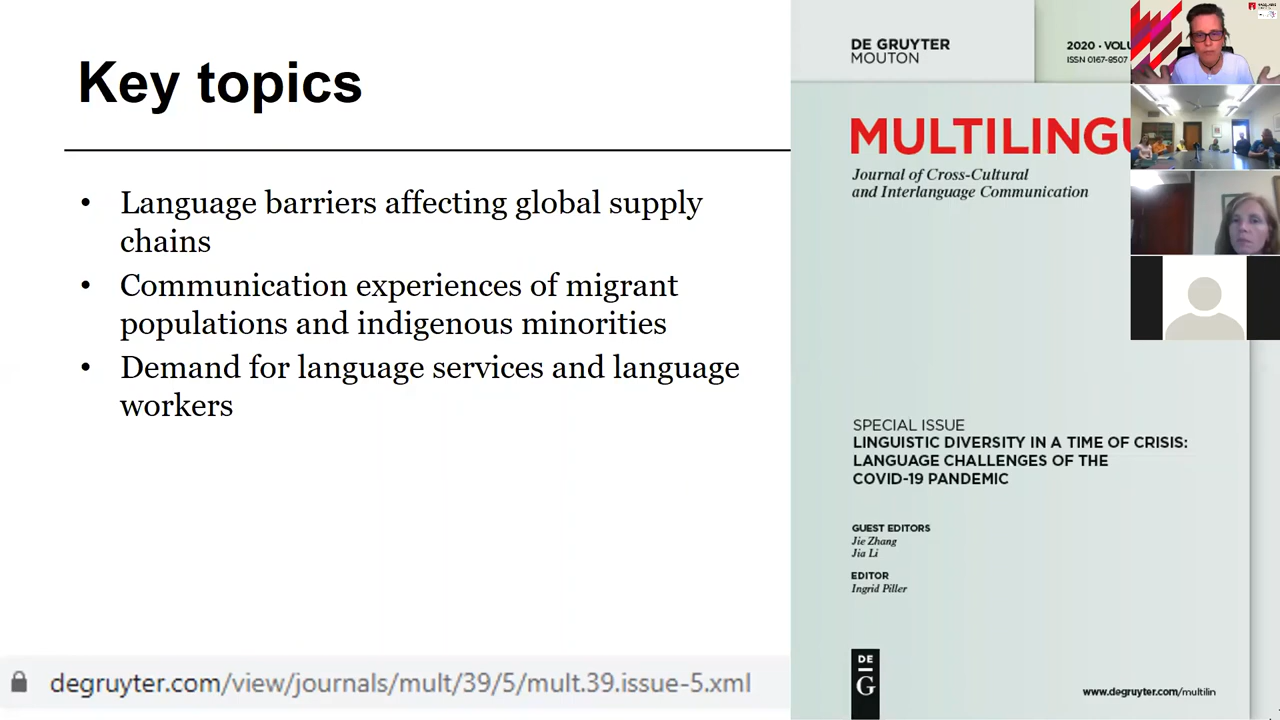 Key topics
• Language barriers affecting global supply
chains
• Communication experiences of migrant
populations and indigenous minorities
• Demand for language services and language
workers
degruyter.com/view/journals/mult/39/5/mult.39.issue-5.xml
DE GRUYTER
MOUTON
2020 · VOLU
ISSN 0167-8507
MULTILINGU
Journal of Cross-Cultural
and Interlanguage Communication
SPECIAL ISSUE
LINGUISTIC DIVERSITY IN A TIME OF CRISIS:
LANGUAGE CHALLENGES OF THE
COVID-19 PANDEMIC
GUEST EDITORS
Jie Zhang
Jia Li
EDITOR
Ingrid Piller
DE
G
www.degruyter.com/multilin